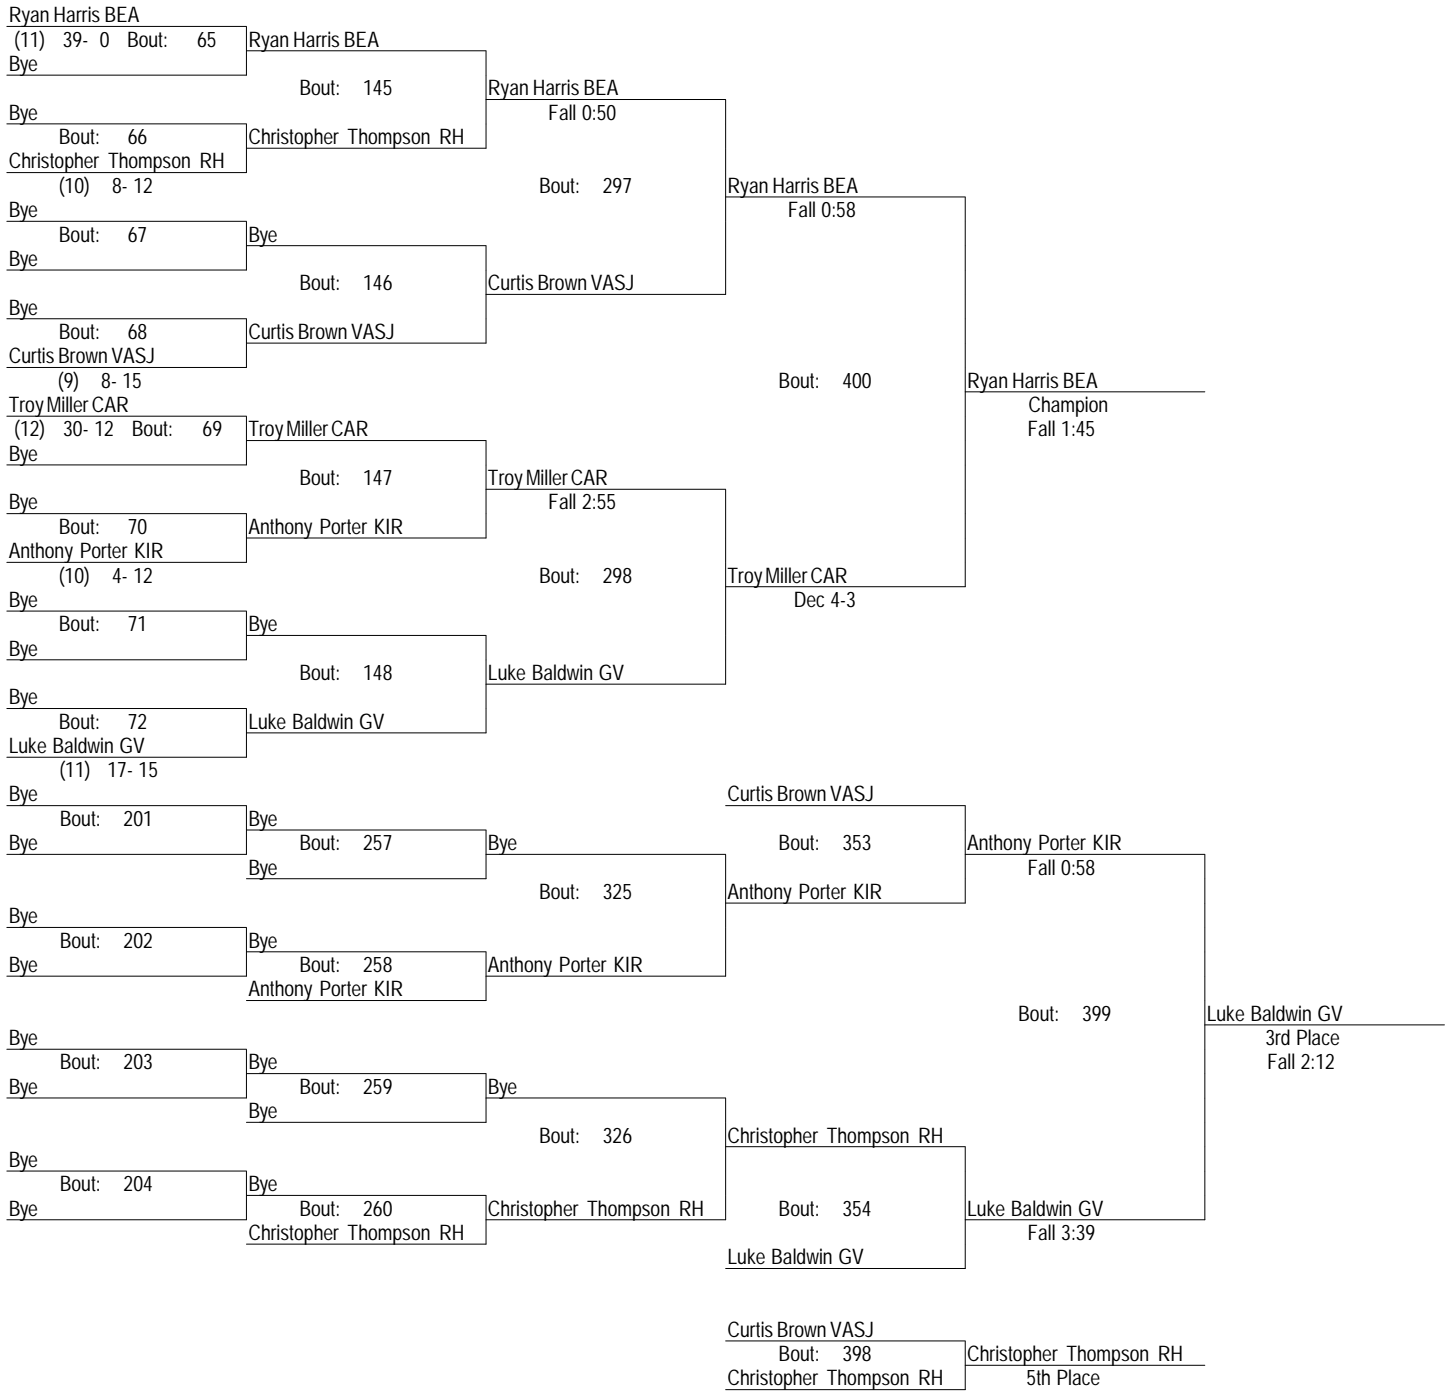 Ryan Harris BEA
(11) 39- 0 Bout: 65 Ryan Harris BEA
Bye
Bout: 145 Ryan Harris BEA
Bye Fall 0:50
Bout: 66 Christopher Thompson RH
Christopher Thompson RH
(10) 8- 12 Bout: 297 Ryan Harris BEA
Bye Fall 0:58
Bout: 67 Bye
Bye
Bout: 146 Curtis Brown VASJ
Bye
Bout: 68 Curtis Brown VASJ
Curtis Brown VASJ
(9) 8- 15 Bout: 400 Ryan Harris BEA
Troy Miller CAR Champion
(12) 30- 12 Bout: 69 Troy Miller CAR Fall 1:45
Bye
Bout: 147 Troy Miller CAR
Bye Fall 2:55
Bout: 70 Anthony Porter KIR
Anthony Porter KIR
(10) 4- 12 Bout: 298 Troy Miller CAR
Bye Dec 4-3
Bout: 71 Bye
Bye
Bout: 148 Luke Baldwin GV
Bye
Bout: 72 Luke Baldwin GV
Luke Baldwin GV
(11) 17- 15
Bye Curtis Brown VASJ
Bout: 201 Bye
Bye Bout: 257 Bye Bout: 353 Anthony Porter KIR
Bye Fall 0:58
Bout: 325 Anthony Porter KIR
Bye
Bout: 202 Bye
Bye Bout: 258 Anthony Porter KIR
Anthony Porter KIR
Bout: 399 Luke Baldwin GV
Bye 3rd Place
Bout: 203 Bye Fall 2:12
Bye Bout: 259 Bye
Bye
Bout: 326 Christopher Thompson RH
Bye
Bout: 204 Bye
Bye Bout: 260 Christopher Thompson RH Bout: 354 Luke Baldwin GV
Christopher Thompson RH Fall 3:39
Luke Baldwin GV
Curtis Brown VASJ
Bout: 398 Christopher Thompson RH
Christopher Thompson RH 5th Place